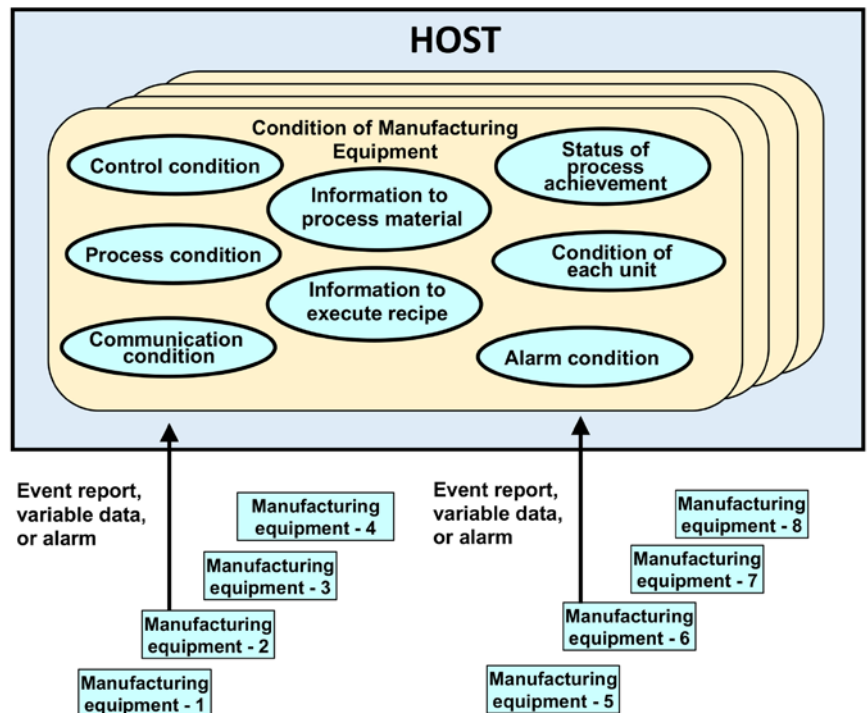 HOST
Condition of Manufacturing
Equipment
Control condition
Information to
process material
Status of
process
achievement
Process condition
Information to
execute recipe
Condition of
each unit
Communication
condition
Alarm condition
Event report,
variable data,
or alarm
Manufacturing
equipment - 4
Manufacturing
equipment - 3
Manufacturing
equipment - 2
Manufacturing
equipment - 1
Event report,
variable data,
or alarm
Manufacturing
equipment - 8
Manufacturing
equipment - 7
Manufacturing
equipment - 6
Manufacturing
equipment - 5